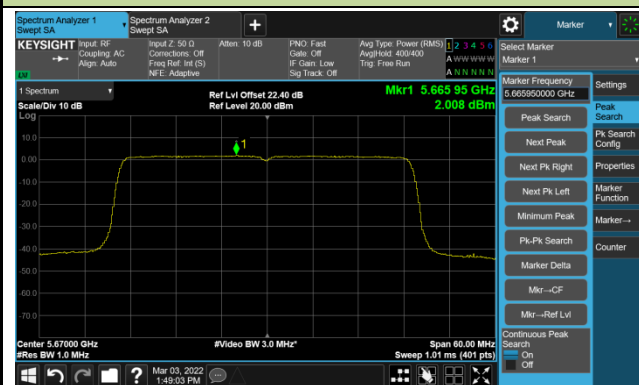 Spectrum Analyzer 1
Swept SA
Spectrum Analyzer 2
Swept SA
+
Marker
KEYSIGHT
Input: RF
Coupling: AC
Align: Auto
Input Z: 50 Ω
Corrections: Off
Freq Ref: Int (S)
NFE: Adaptive
Atten: 10 dB
PNO: Fast
Gate: Off
IF Gain: Low
Sig Track: Off
Avg Type: Power (RMS)
Avg|Hold: 400/400
Trig: Free Run
1 2 3 4 5 6
A W W W W W
A N N N N N
Select Marker
Marker 1
1 Spectrum
Scale/Div 10 dB
Log
Ref Lvl Offset 22.40 dB
Ref Level 20.00 dBm
Mkr1 5.665 95 GHz
2.008 dBm
1
10.0
0.00
-10.0
-20.0
-30.0
-40.0
-50.0
-60.0
-70.0
Center 5.67000 GHz
#Res BW 1.0 MHz
#Video BW 3.0 MHz*
Span 60.00 MHz
Sweep 1.01 ms (401 pts)
Marker Frequency
5.665950000 GHz
Peak Search
Next Peak
Next Pk Right
Next Pk Left
Minimum Peak
Pk-Pk Search
Marker Delta
Mkr→CF
Mkr→Ref Lvl
Continuous Peak
Search
On
Off
Settings
Peak
Search
Pk Search
Config
Properties
Marker
Function
Marker→
Counter
?
Mar 03, 2022
1:49:03 PM